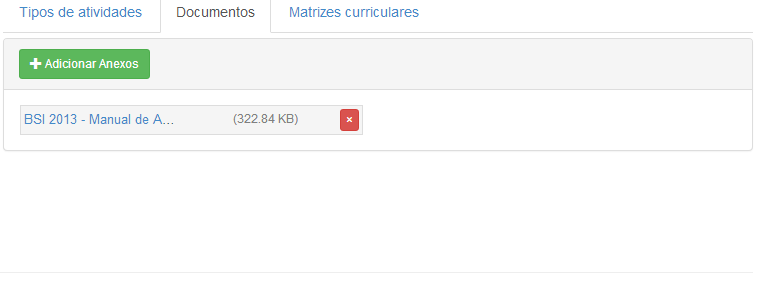 Tipos de atividades
Documentos
Matrizes curriculares
Adicionar Anexos
BSI 2013 - Manual de A...
(322.84 KB)
×